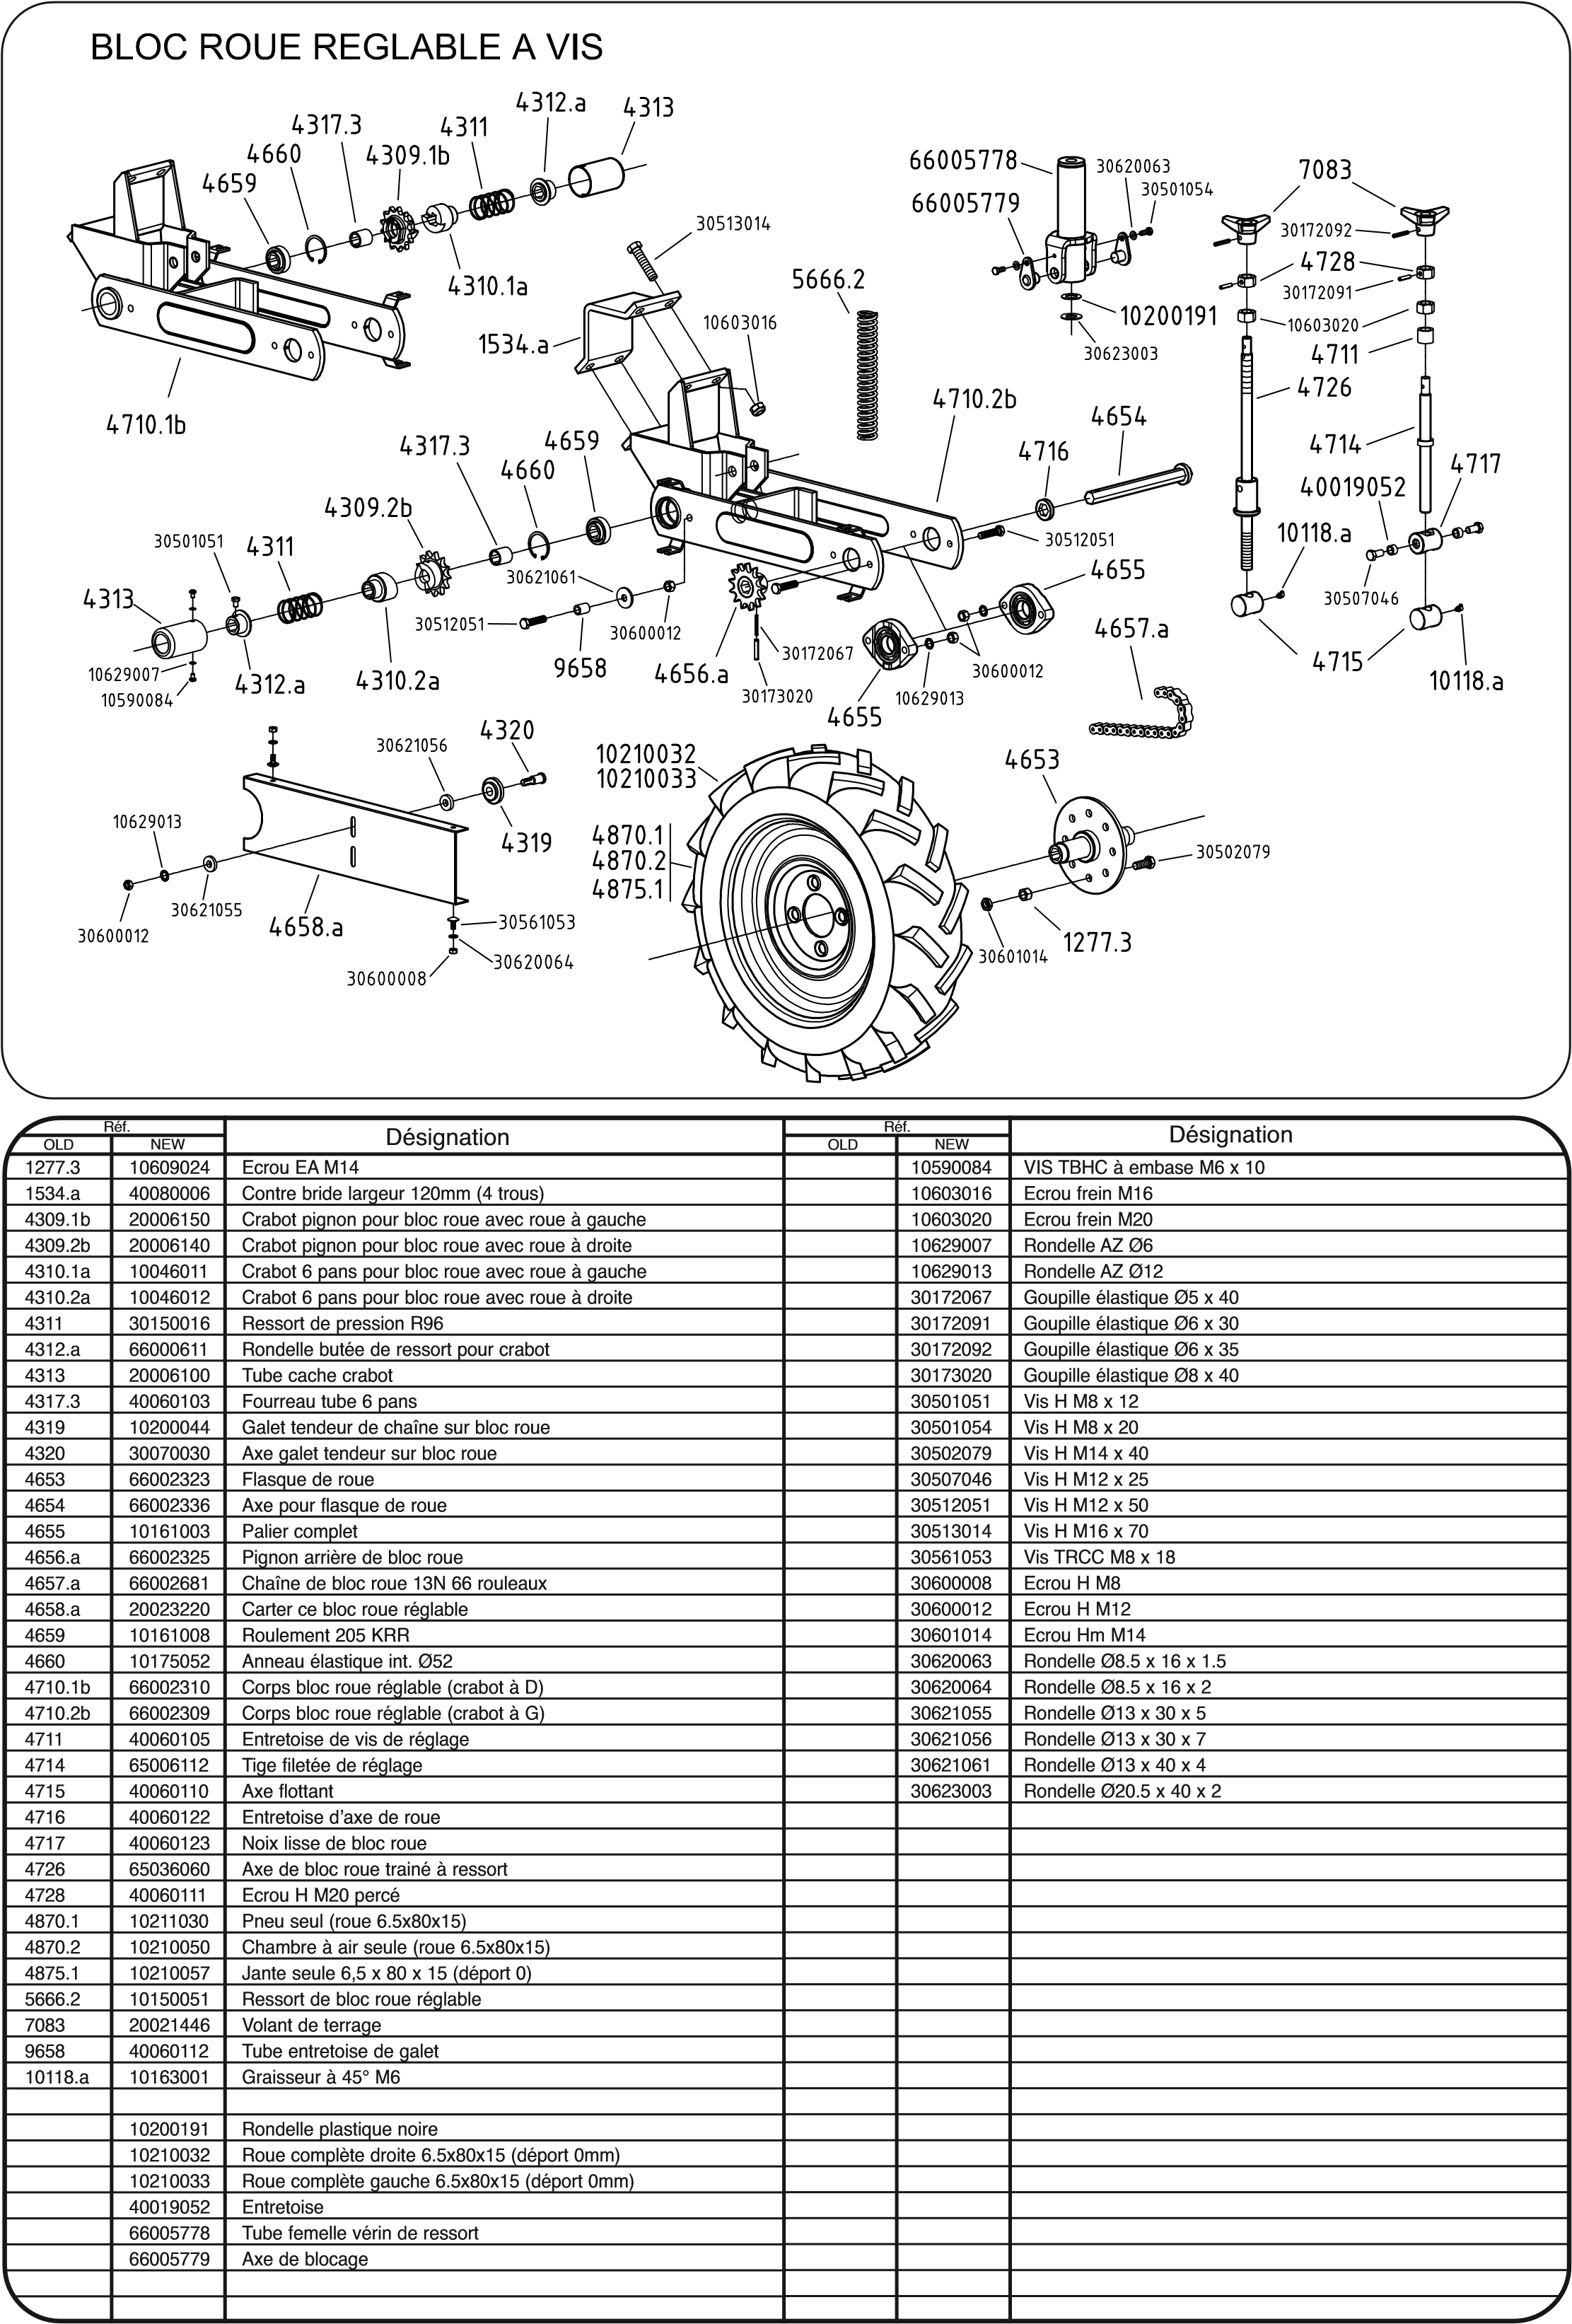 BLOC ROUE REGLABLE A VIS
4312.a
4313
4317.3
4311
4309.1b
4660
4659
4310.1a
4710.1b
66005778
30620063
30501054
7083
66005779
30172092
30513014
4728
5666.2
30172091
10200191
10603020
10603016
1534.a
30623003
4711
4726
4710.2b
4654
4714
4317.3
4659
4716
4717
4660
40019052
4309.2b
10118.a
30501051
4311
30512051
30621061
4655
4313
30507046
30512051
30600012
4657.a
9658
30172067
10629007
4312.a
4310.2a
4656.a
30600012
4715
10590084
30173020
10629013
10118.a
4655
4320
30621056
10210032
10210033
4653
10629013
4319
4870.1
4870.2
4875.1
30502079
30621055
4658.a
30561053
30600012
30620064
30600008
1277.3
30601014
Réf. Désignation Réf. Désignation
OLD NEW OLD NEW
1277.3 10609024 Ecrou EA M14 10590084 VIS TBHC à embase M6 x 10
1534.a 40080006 Contre bride largeur 120mm (4 trous) 10603016 Ecrou frein M16
4309.1b 20006150 Crabot pignon pour bloc roue avec roue à gauche 10603020 Ecrou frein M20
4309.2b 20006140 Crabot pignon pour bloc roue avec roue à droite 10629007 Rondelle AZ Ø6
4310.1a 10046011 Crabot 6 pans pour bloc roue avec roue à gauche 10629013 Rondelle AZ Ø12
4310.2a 10046012 Crabot 6 pans pour bloc roue avec roue à droite 30172067 Goupille élastique Ø5 x 40
4311 30150016 Ressort de pression R96 30172091 Goupille élastique Ø6 x 30
4312.a 66000611 Rondelle butée de ressort pour crabot 30172092 Goupille élastique Ø6 x 35
4313 20006100 Tube cache crabot 30173020 Goupille élastique Ø8 x 40
4317.3 40060103 Fourreau tube 6 pans 30501051 Vis H M8 x 12
4319 10200044 Galet tendeur de chaîne sur bloc roue 30501054 Vis H M8 x 20
4320 30070030 Axe galet tendeur sur bloc roue 30502079 Vis H M14 x 40
4653 66002323 Flasque de roue 30507046 Vis H M12 x 25
4654 66002336 Axe pour flasque de roue 30512051 Vis H M12 x 50
4655 10161003 Palier complet 30513014 Vis H M16 x 70
4656.a 66002325 Pignon arrière de bloc roue 30561053 Vis TRCC M8 x 18
4657.a 66002681 Chaîne de bloc roue 13N 66 rouleaux 30600008 Ecrou H M8
4658.a 20023220 Carter ce bloc roue réglable 30600012 Ecrou H M12
4659 10161008 Roulement 205 KRR 30601014 Ecrou Hm M14
4660 10175052 Anneau élastique int. Ø52 30620063 Rondelle Ø8.5 x 16 x 1.5
4710.1b 66002310 Corps bloc roue réglable (crabot à D) 30620064 Rondelle Ø8.5 x 16 x 2
4710.2b 66002309 Corps bloc roue réglable (crabot à G) 30621055 Rondelle Ø13 x 30 x 5
4711 40060105 Entretoise de vis de réglage 30621056 Rondelle Ø13 x 30 x 7
4714 65006112 Tige filetée de réglage 30621061 Rondelle Ø13 x 40 x 4
4715 40060110 Axe flottant 30623003 Rondelle Ø20.5 x 40 x 2
4716 40060122 Entretoise d’axe de roue
4717 40060123 Noix lisse de bloc roue
4726 65036060 Axe de bloc roue trainé à ressort
4728 40060111 Ecrou H M20 percé
4870.1 10211030 Pneu seul (roue 6.5x80x15)
4870.2 10210050 Chambre à air seule (roue 6.5x80x15)
4875.1 10210057 Jante seule 6,5 x 80 x 15 (déport 0)
5666.2 10150051 Ressort de bloc roue réglable
7083 20021446 Volant de terrage
9658 40060112 Tube entretoise de galet
10118.a 10163001 Graisseur à 45° M6
10200191 Rondelle plastique noire
10210032 Roue complète droite 6.5x80x15 (déport 0mm)
10210033 Roue complète gauche 6.5x80x15 (déport 0mm)
40019052 Entretoise
66005778 Tube femelle vérin de ressort
66005779 Axe de blocage